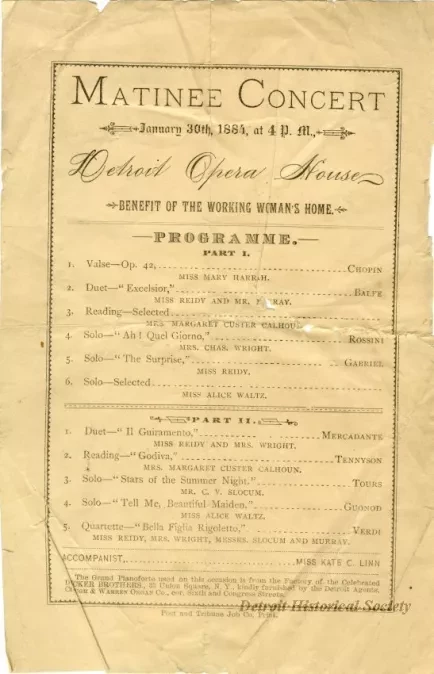 MATINEE CONCERT
January 30th, 1884, at 4 P. M.,
Detroit Opera House
BENEFIT OF THE WORKING WOMAN'S HOME.
PROGRAMME.
PART I.
1. Valse—Op. 42, CHOPIN
MISS MARY
2. Duet—"Excelsior," BALFE
MISS REIDY AND MR.
3. Reading—Selected
MRS. MARGARET CUSTER CALHOUN.
4. Solo—"Ah! Quel Giorno," ROSSINI
MRS. CHAS. WRIGHT.
5. Solo—"The Surprise," GABRIEL
MISS REIDY.
6. Solo—Selected
MISS ALICE WALTZ.
PART II.
1. Duet—"Il Guiramento," MERCADANTE
MISS REIDY AND MRS. WRIGHT.
2. Reading—"Godiva," TENNYSON
MRS. MARGARET CUSTER CALHOUN.
3. Solo—"Stars of the Summer Night." TOURS
MR. C. V. SLOCUM.
4. Solo—"Tell Me, Beautiful Maiden," GUONOD
MISS ALICE WALTZ.
5. Quartette—"Bella Figlia Rigoletto," VERDI
MISS REIDY, MRS. WRIGHT, MESSRS. SLOCUM AND MURRAY.
ACCOMPANIST, MISS KATE C. LINN
The Grand Pianoforte used on this occasion is from the Factory of the Celebrated
DECKER BROTHERS, 33 Union Square, N. Y., kindly furnished by the Detroit Agents,
& WARREN ORGAN CO., cor. Sixth and Congress Streets.
Detroit Historical Society
Post and Tribune Job Co. Print.